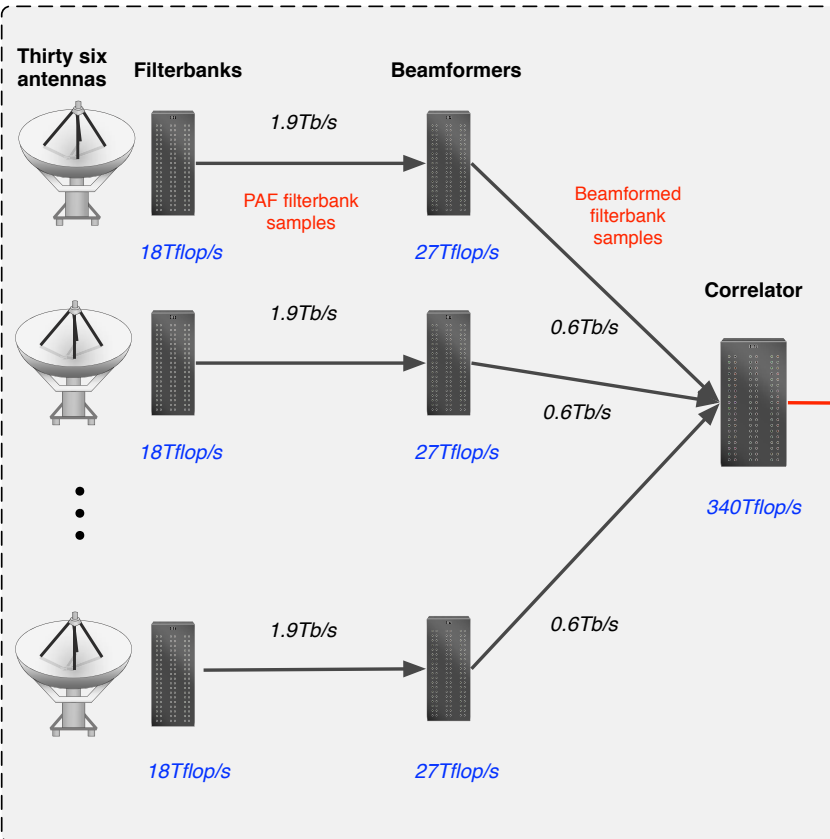 Thirty six
antennas
Filterbanks
Beamformers
1.9Tb/s
PAF filterbank
samples
Beamformed
filterbank
samples
18Tflop/s
27Tflop/s
Correlator
1.9Tb/s
0.6Tb/s
0.6Tb/s
18Tflop/s
27Tflop/s
340Tflop/s
1.9Tb/s
0.6Tb/s
18Tflop/s
27Tflop/s